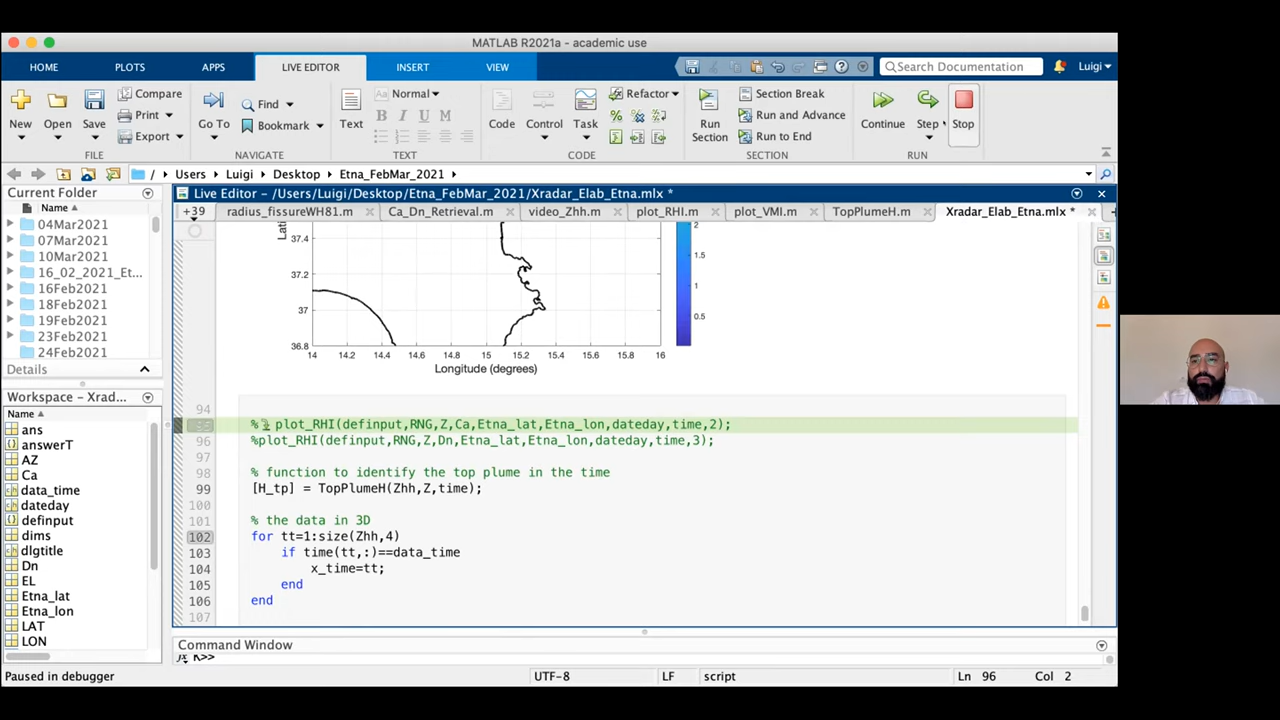 MATLAB R2021a - academic use
HOME PLOTS APPS LIVE EDITOR INSERT VIEW Search Documentation Luigi
New Open Save Compare Print Export Go To Find Bookmark Text Aa Normal B I U M Code Control Task Refactor Run Section Section Break Run and Advance Run to End Continue Step Stop
FILE NAVIGATE TEXT CODE SECTION RUN
/ Users Luigi Desktop Etna_FebMar_2021
Current Folder
Name
04Mar2021
07Mar2021
10Mar2021
16_02_2021_Et...
16Feb2021
18Feb2021
19Feb2021
23Feb2021
24Feb2021
Details
Workspace - Xrad...
Name
ans
answerT
AZ
Ca
data_time
dateday
definput
dims
dlgtitle
Dn
EL
Etna_lat
Etna_lon
LAT
LON
Live Editor - /Users/Luigi/Desktop/Etna_FebMar_2021/Xradar_Elab_Etna.mlx *
+39 radius_fissureWH81.m Ca_Dn_Retrieval.m video_Zhh.m plot_RHI.m plot_VMI.m TopPlumeH.m Xradar_Elab_Etna.mlx *
37.4
37.2
37
36.8
14 14.2 14.4 14.6 14.8 15 15.2 15.4 15.6 15.8 16
Longitude (degrees)
2
1.5
1
0.5
94
% plot_RHI(definput,RNG,Z,Ca,Etna_lat,Etna_lon,dateday,time,2);
96 %plot_RHI(definput,RNG,Z,Dn,Etna_lat,Etna_lon,dateday,time,3);
97
98 % function to identify the top plume in the time
99 [H_tp] = TopPlumeH(Zhh,Z,time);
100
101 % the data in 3D
102 for tt=1:size(Zhh,4)
103 if time(tt,:)==data_time
104 x_time=tt;
105 end
106 end
107
Command Window
fx K>>
Paused in debugger UTF-8 LF script Ln 96 Col 2